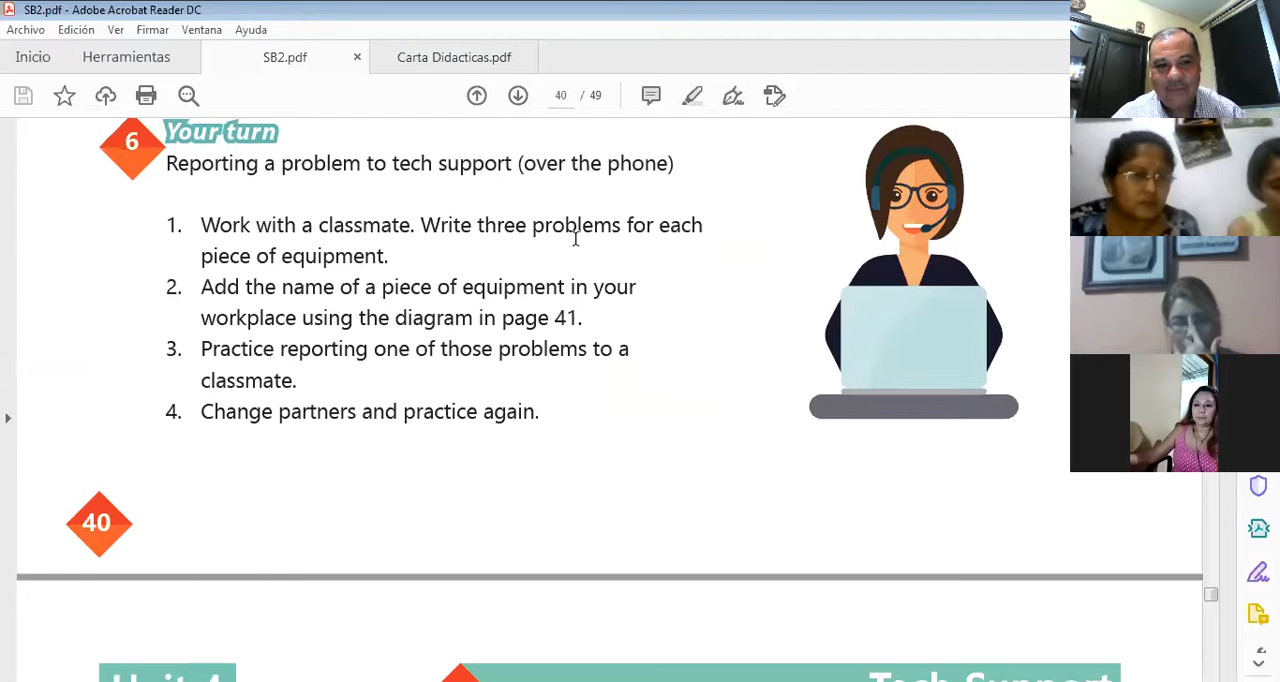 SB2.pdf - Adobe Acrobat Reader DC
Archivo Edición Ver Firmar Ventana Ayuda
Inicio Herramientas SB2.pdf × Carta Didacticas.pdf
40 / 49
6 Your turn
Reporting a problem to tech support (over the phone)
1. Work with a classmate. Write three problems for each
piece of equipment.
2. Add the name of a piece of equipment in your
workplace using the diagram in page 41.
3. Practice reporting one of those problems to a
classmate.
4. Change partners and practice again.
40
Unit 4 Tech Support